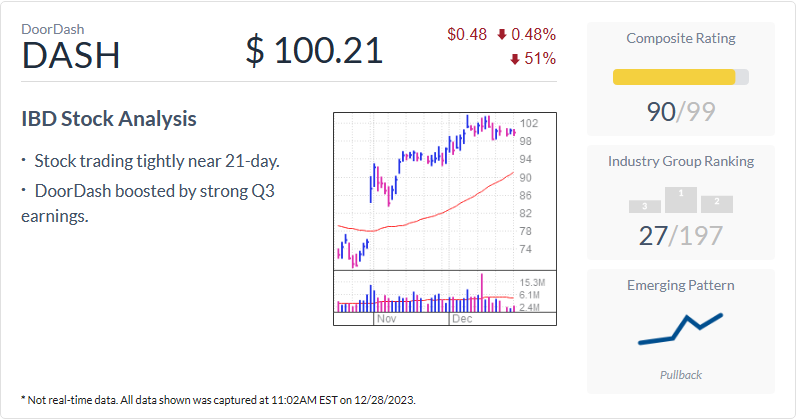 DoorDash
DASH
$ 100.21
$0.48 0.48%
51%
IBD Stock Analysis
· Stock trading tightly near 21-day.
· DoorDash boosted by strong Q3
earnings.
102
98
94
90
86
82
78
74
15.3M
6.1M
2.4M
Nov Dec
Composite Rating
90/99
Industry Group Ranking
3 1 2
27/197
Emerging Pattern
Pullback
* Not real-time data. All data shown was captured at 11:02AM EST on 12/28/2023.